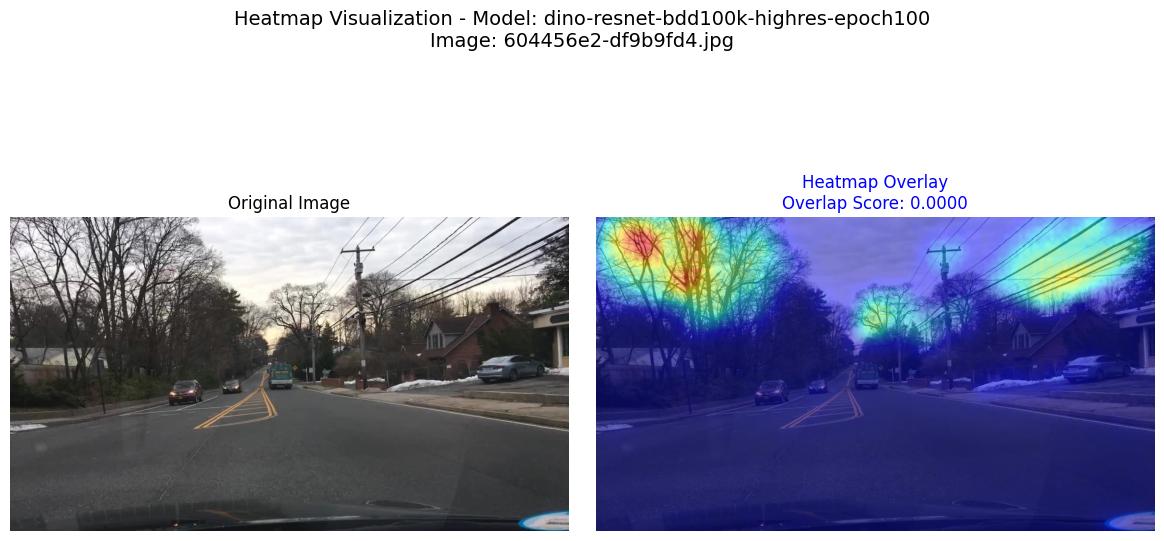 Heatmap Visualization - Model: dino-resnet-bdd100k-highres-epoch100
Image: 604456e2-df9b9fd4.jpg
Original Image
Heatmap Overlay
Overlap Score: 0.0000